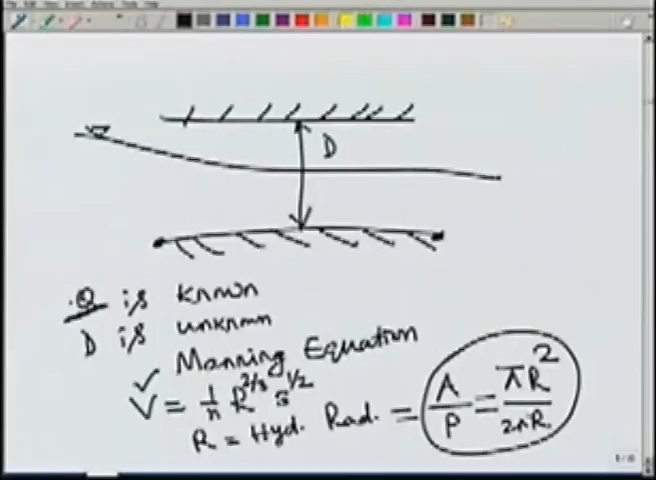 D
Q is known
D is unknown
✓ Manning Equation
V = 1/n R^2/3 s^1/2
R = Hyd. Rad. = A/P = πR^2/2πR